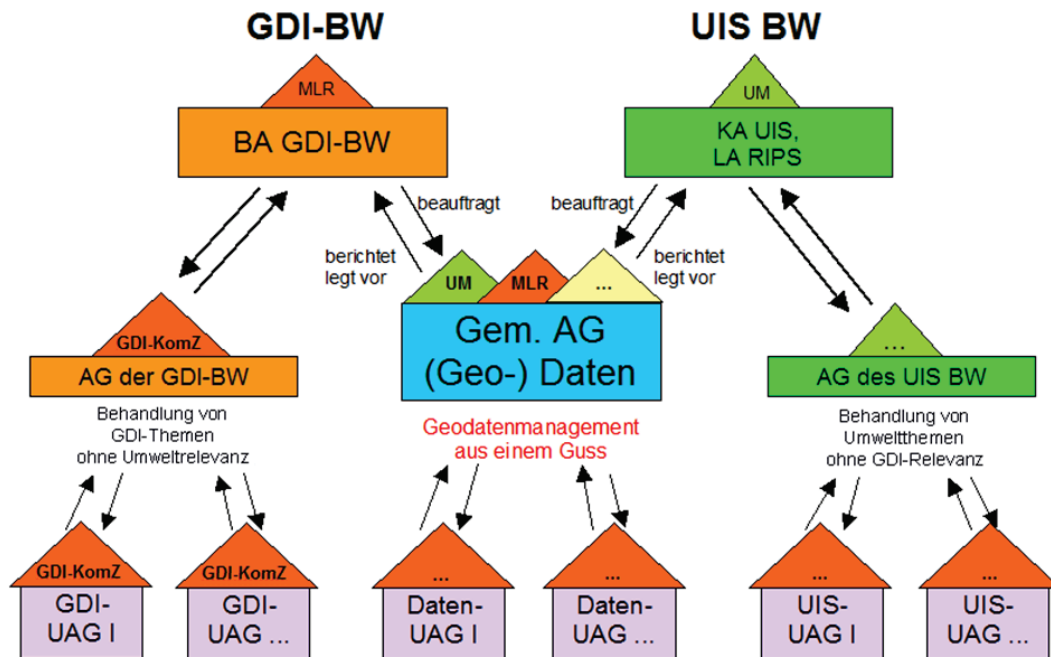 GDI-BW
UIS BW
MLR
BA GDI-BW
UM
KA UIS,
LA RIPS
beauftragt
beauftragt
berichtet
legt vor
berichtet
legt vor
UM
MLR
...
Gem. AG
(Geo-) Daten
GDI-KomZ
AG der GDI-BW
...
AG des UIS BW
Behandlung von
GDI-Themen
ohne Umweltrelevanz
Geodatenmanagement
aus einem Guss
Behandlung von
Umweltthemen
ohne GDI-Relevanz
GDI-KomZ
GDI-
UAG I
GDI-KomZ
GDI-
UAG ...
...
Daten-
UAG I
...
Daten-
UAG ...
...
UIS-
UAG I
...
UIS-
UAG ...